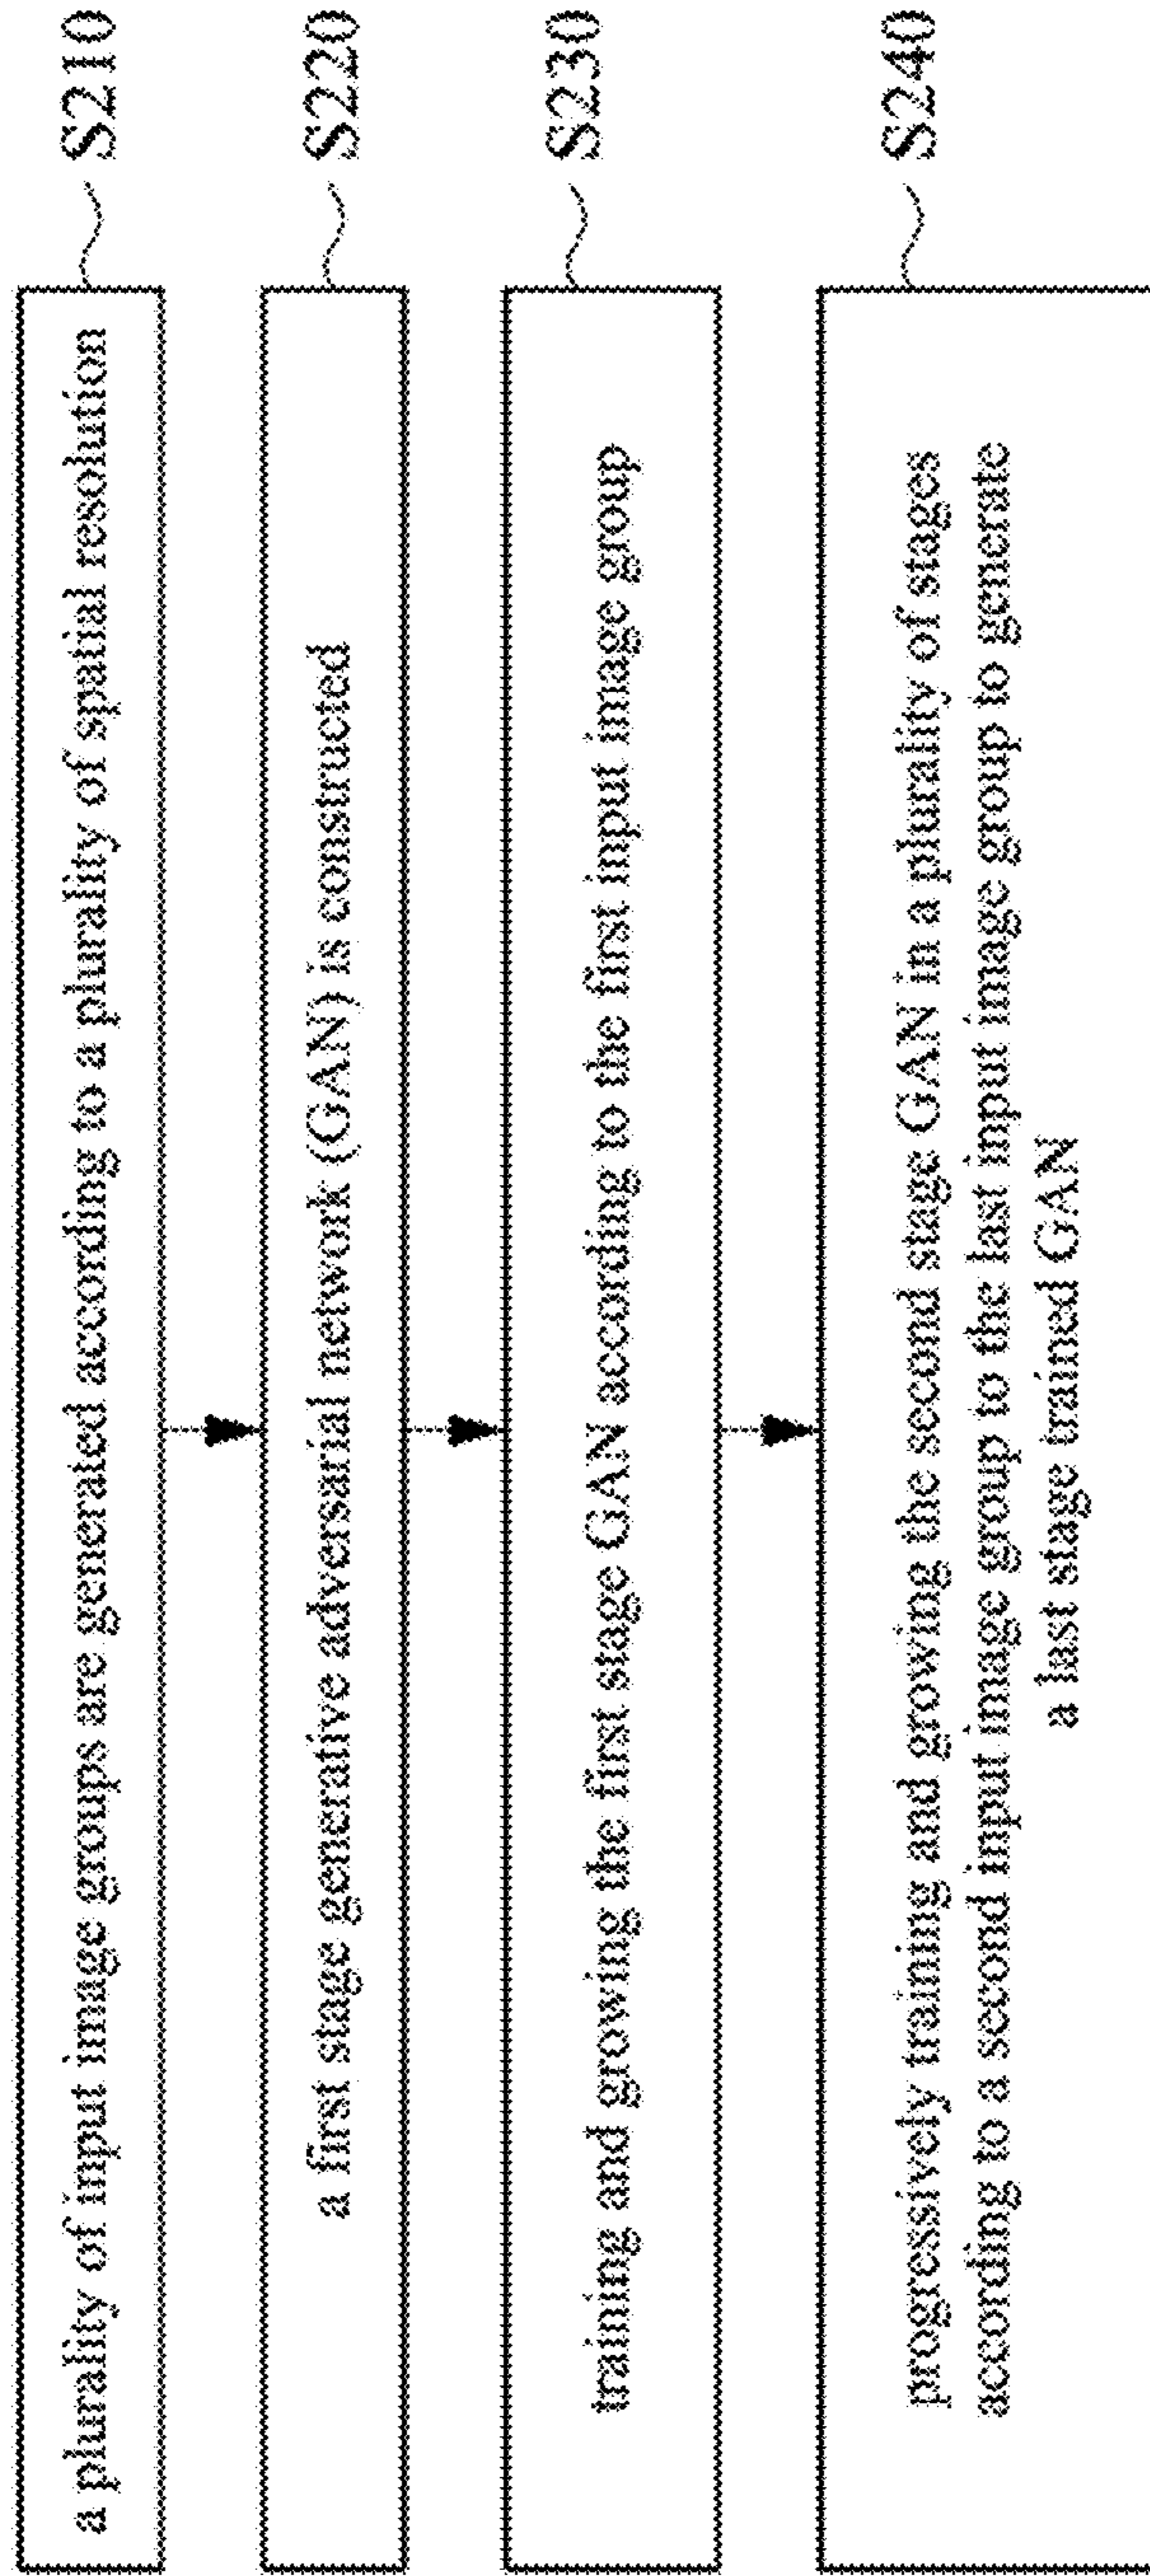 a plurality of input image groups are generated according to a plurality of spatial resolution
S210
a first stage generative adversarial network (GAN) is constructed
S220
training and growing the first stage GAN according to the first input image group
S230
progressively training and growing the second stage GAN in a plurality of stages
according to a second input image group to the last input image group to generate
a last stage trained GAN
S240